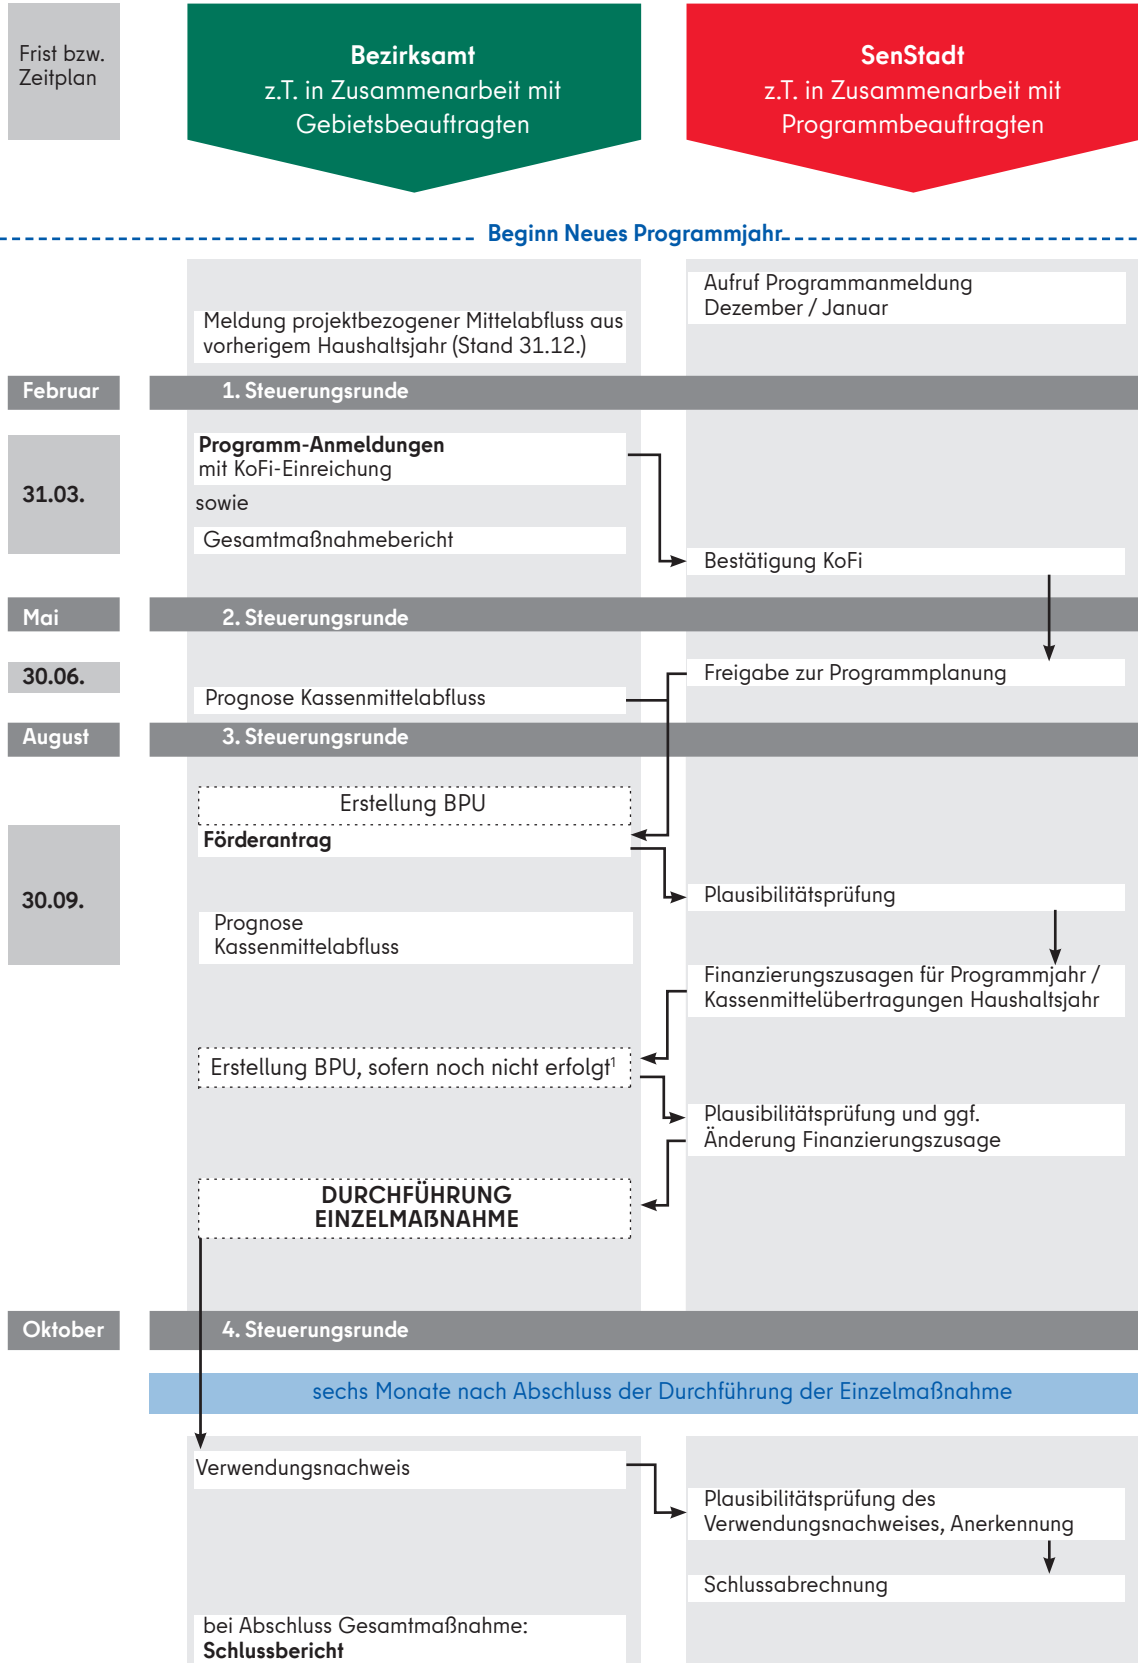 Frist bzw.
Zeitplan
Bezirksamt
z.T. in Zusammenarbeit mit
Gebietsbeauftragten
SenStadt
z.T. in Zusammenarbeit mit
Programmbeauftragten
Beginn Neues Programmjahr
Aufruf Programmanmeldung
Dezember / Januar
Meldung projektbezogener Mittelabfluss aus
vorherigem Haushaltsjahr (Stand 31.12.)
Februar
1. Steuerungsrunde
31.03.
Programm-Anmeldungen
mit KoFi-Einreichung
sowie
Gesamtmaßnahmebericht
Bestätigung KoFi
Mai
2. Steuerungsrunde
30.06.
Freigabe zur Programmplanung
Prognose Kassenmittelabfluss
August
3. Steuerungsrunde
Erstellung BPU
Förderantrag
30.09.
Plausibilitätsprüfung
Prognose
Kassenmittelabfluss
Finanzierungszusagen für Programmjahr /
Kassenmittelübertragungen Haushaltsjahr
Erstellung BPU, sofern noch nicht erfolgt¹
Plausibilitätsprüfung und ggf.
Änderung Finanzierungszusage
DURCHFÜHRUNG
EINZELMAẞNAHME
Oktober
4. Steuerungsrunde
sechs Monate nach Abschluss der Durchführung der Einzelmaßnahme
Verwendungsnachweis
Plausibilitätsprüfung des
Verwendungsnachweises, Anerkennung
Schlussabrechnung
bei Abschluss Gesamtmaßnahme:
Schlussbericht